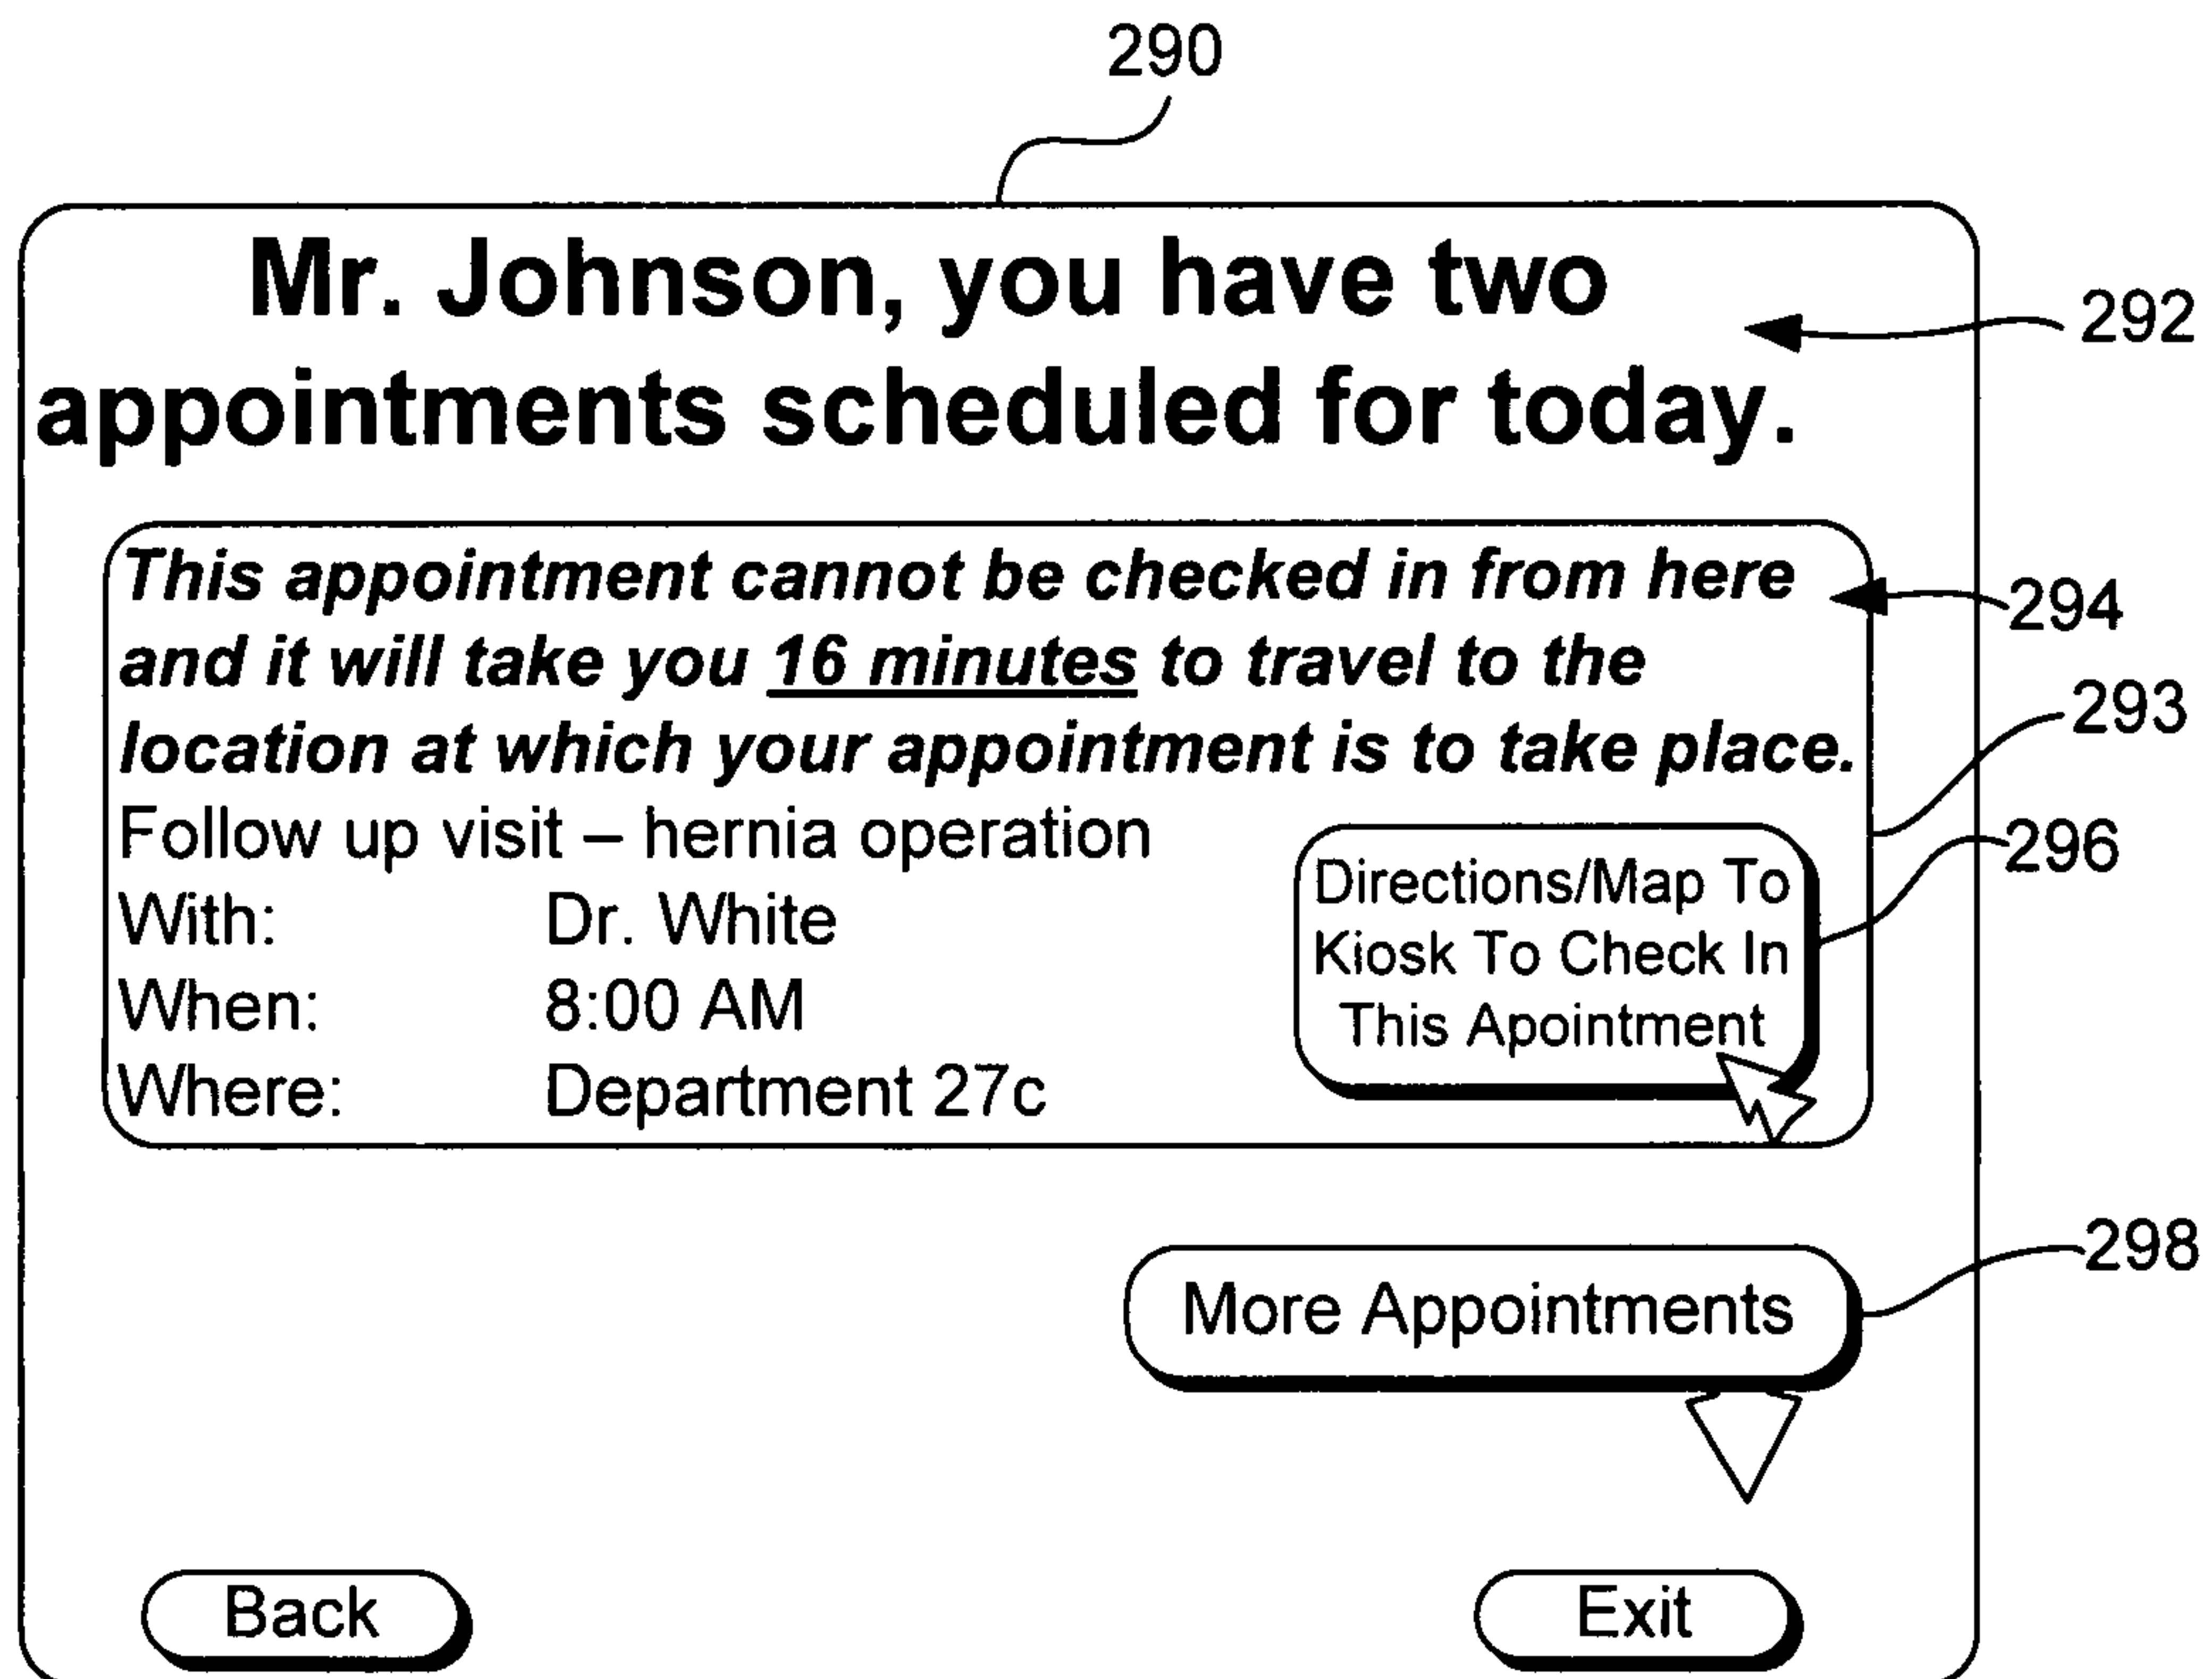 290
Mr. Johnson, you have two
292
appointments scheduled for today.
This appointment cannot be checked in from here
294
and it will take you 16 minutes to travel to the
293
location at which your appointment is to take place.
Follow up visit – hernia operation
296
With: Dr. White
When: 8:00 AM
Where: Department 27c
Directions/Map To
Kiosk To Check In
This Apointment
298
More Appointments
Back
Exit